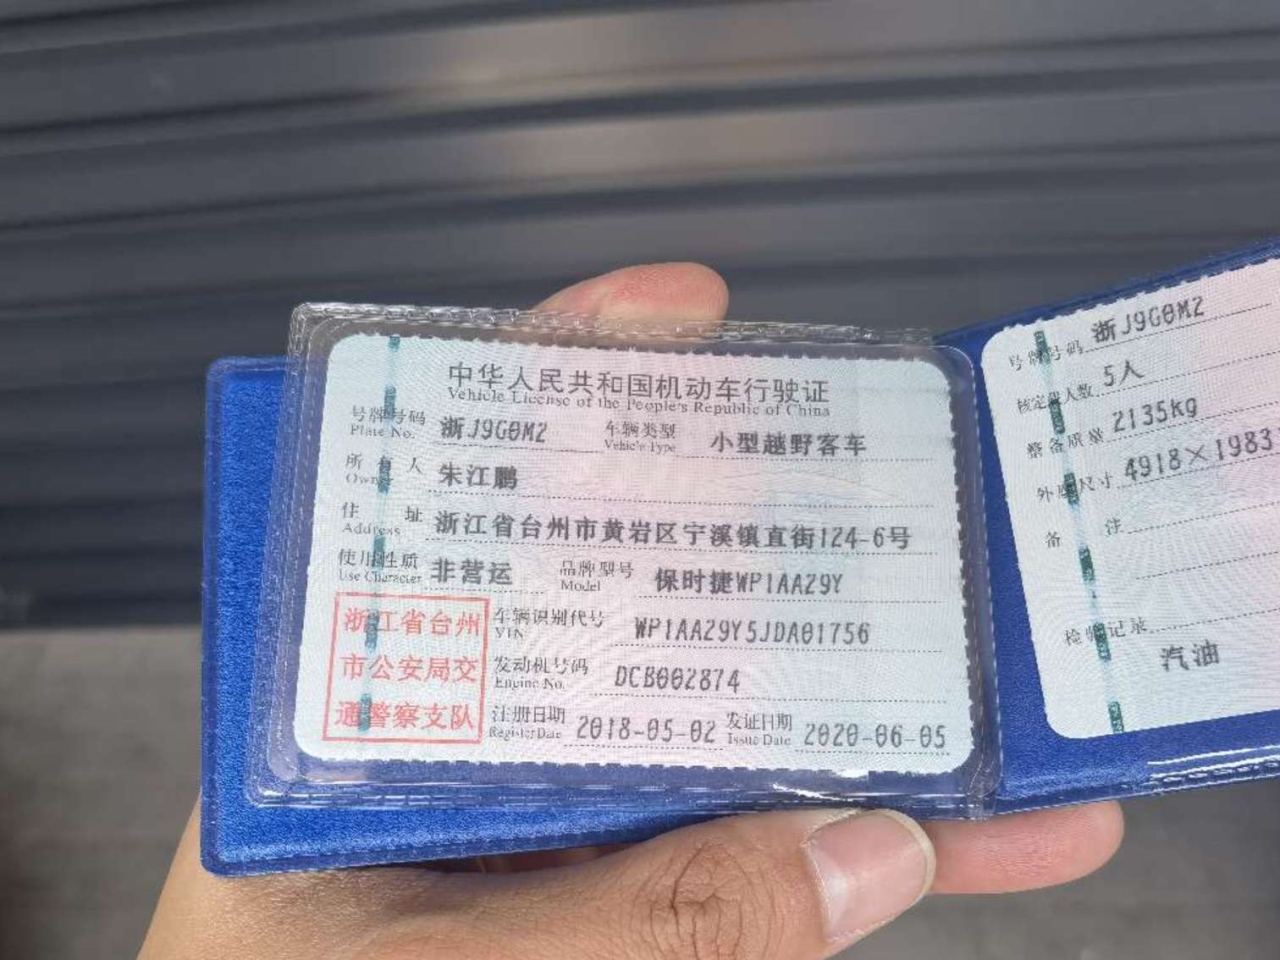 中华人民共和国机动车行驶证
Vehicle License of the People's Republic of China
号牌号码 浙J9G0M2 车辆类型 小型越野客车
Plate No. Vehicle Type
所有人 朱江鹏
Owner
住址 浙江省台州市黄岩区宁溪镇直街124-6号
Address
使用性质 非营运 品牌型号 保时捷WP1AA29Y
Use Character Model
浙江省台州
市公安局交
通警察支队
车辆识别代号 WP1AA29Y5JDA01756
VIN
发动机号码 DCB002874
Engine No.
注册日期 2018-05-02 发证日期 2020-06-05
Register Date Issue Date
号牌号码 浙J9G0M2
核定载人数 5人
整备质量 2135kg
外廓尺寸 4918×1983
备注
检验记录
汽油